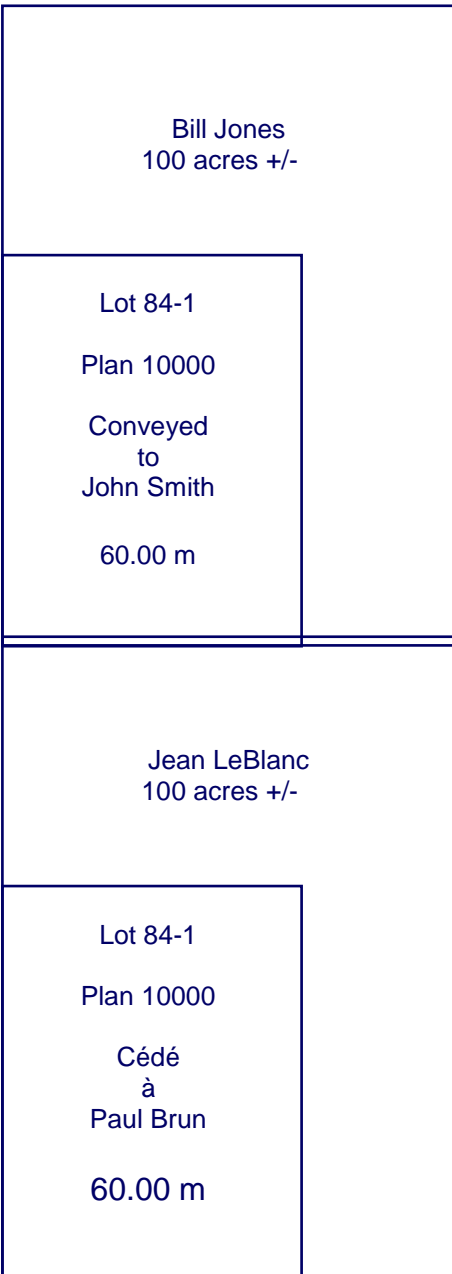 Bill Jones
100 acres +/-
Lot 84-1
Plan 10000
Conveyed
to
John Smith
60.00 m
Jean LeBlanc
100 acres +/-
Lot 84-1
Plan 10000
Cédé
à
Paul Brun
60.00 m